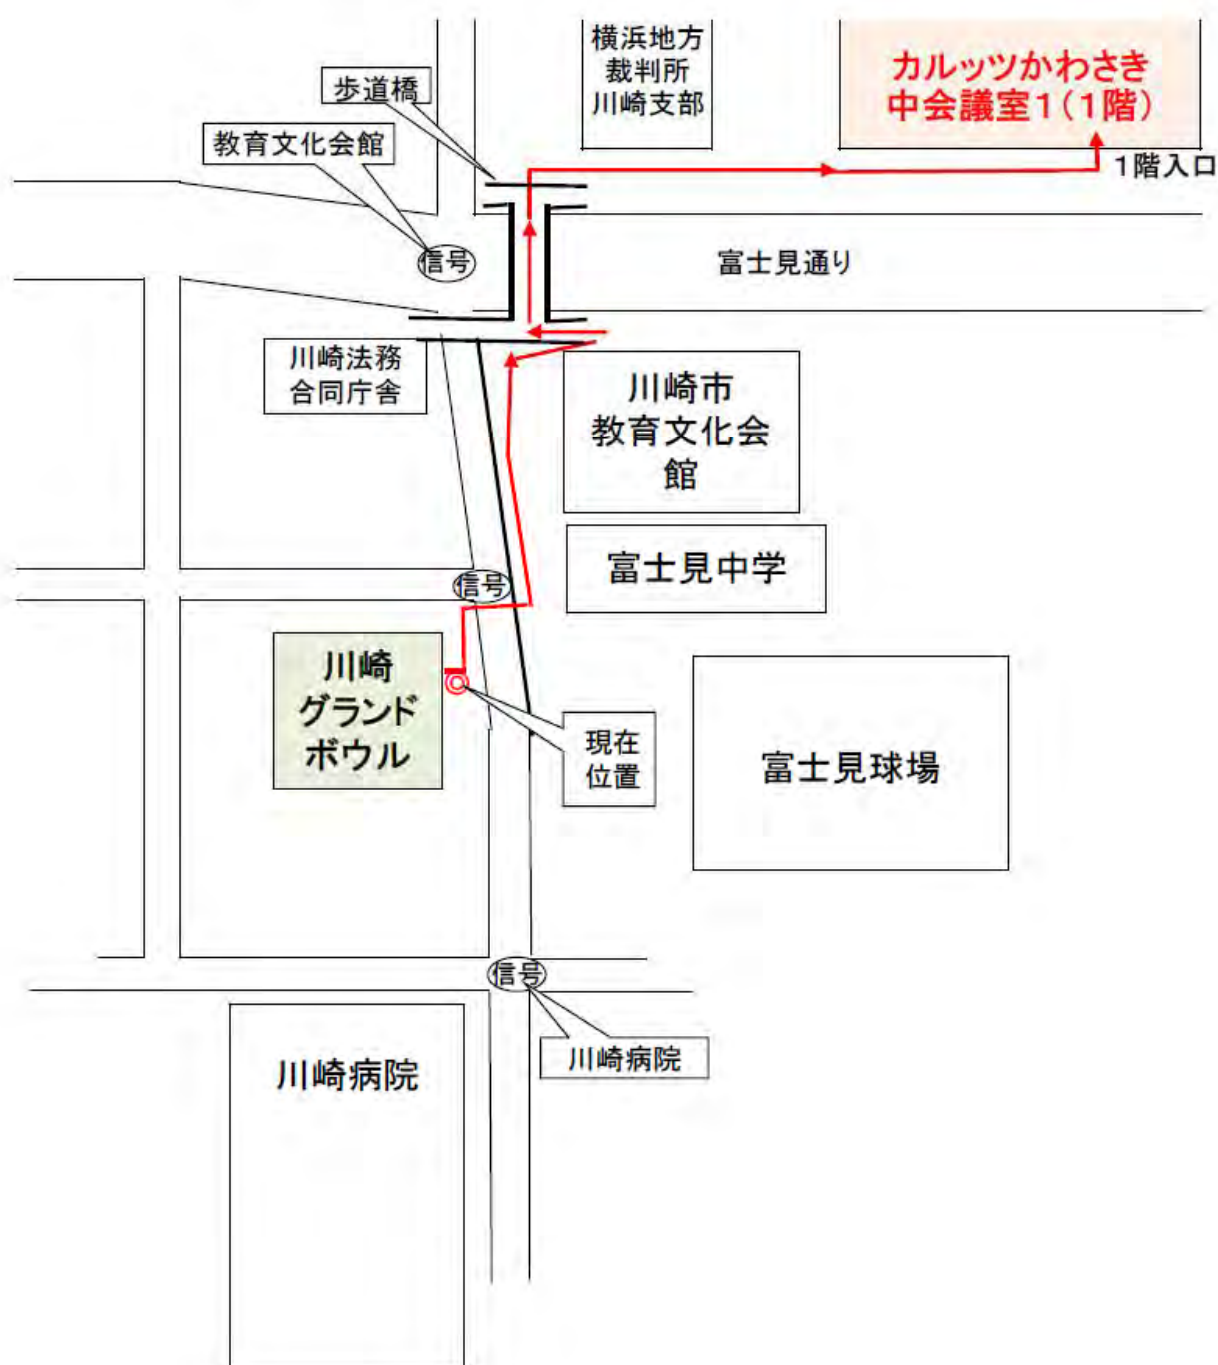 横浜地方
裁判所
川崎支部
カルッツかわさき
中会議室1(1階)
歩道橋
教育文化会館
1階入口
信号
富士見通り
川崎法務
合同庁舎
川崎市
教育文化会
館
富士見中学
信号
川崎
グランド
ボウル
現在
位置
富士見球場
信号
川崎病院
川崎病院